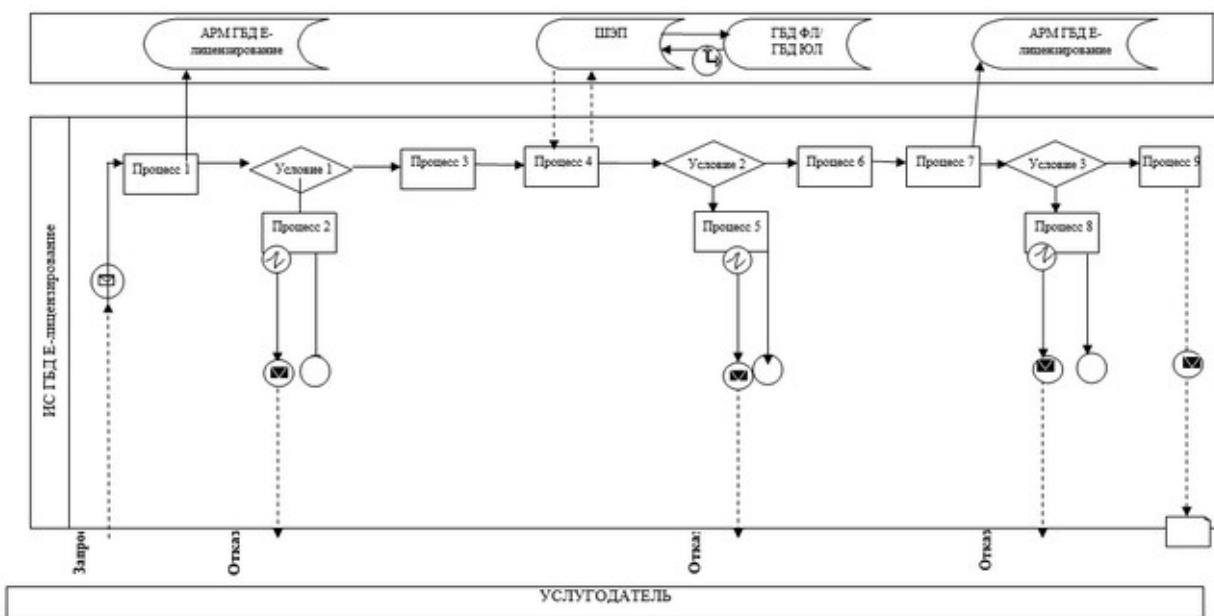 АРМ ГБД Е-
лицензирование
ШЭП
ГБД ФЛ/
ГБД ЮЛ
АРМ ГБД Е-
лицензирование
ИС ГБД Е-лицензирование
Процесс 1
Условие 1
Процесс 3
Процесс 4
Условие 2
Процесс 6
Процесс 7
Условие 3
Процесс 9
Процесс 2
Процесс 5
Процесс 8
Запро
Отказ
Отказ
Отказ
УСЛУГОДАТЕЛЬ